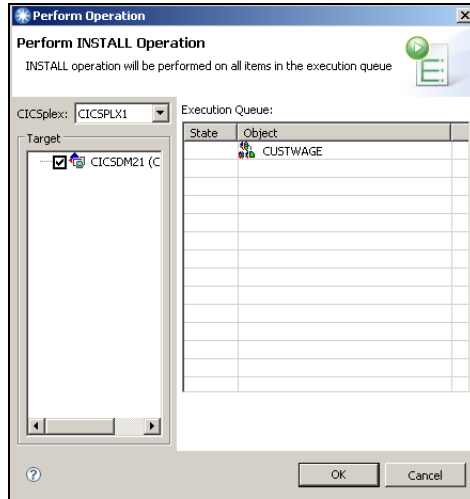 Perform Operation
Perform INSTALL Operation
INSTALL operation will be performed on all items in the execution queue
CICSplex: CICSPLX1
Execution Queue:
Target
State Object
CICSDM21 (C
CUSTWAGE
OK Cancel